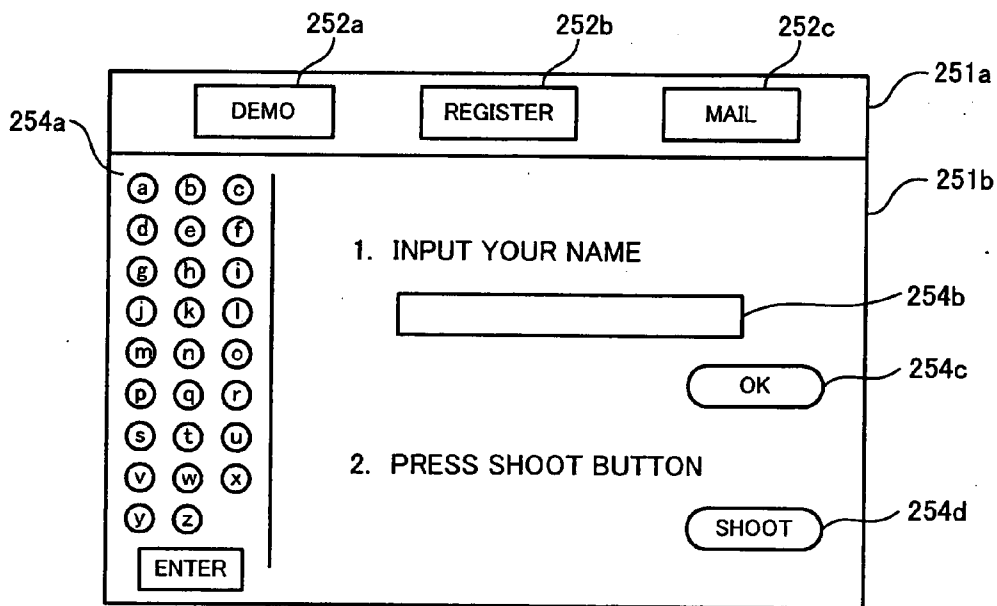 252a 252b 252c
DEMO REGISTER MAIL 251a
254a
251b
a b c
d e f
1. INPUT YOUR NAME
g h i
254b
j k l
m n o
OK 254c
p q r
s t u
2. PRESS SHOOT BUTTON
v w x
y z
SHOOT 254d
ENTER